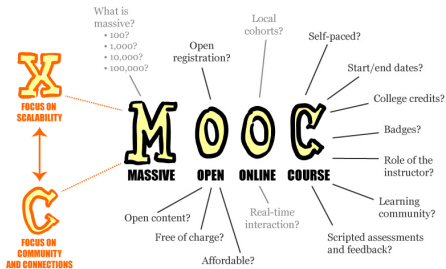 What is
massive?
• 100?
• 1,000?
• 10,000?
• 100,000?
Open
registration?
Local
cohorts?
Self-paced?
Start/end dates?
College credits?
Badges?
Role of the
instructor?
Learning
community?
Scripted assessments
and feedback?
X
FOCUS ON
SCALABILITY
C
FOCUS ON
COMMUNITY
AND CONNECTIONS
MOOC
MASSIVE OPEN ONLINE COURSE
Open content?
Free of charge?
Affordable?
Real-time
interaction?